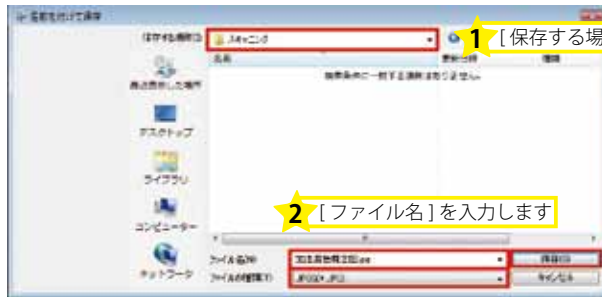 名前を付けて保存
保存する場所(I):
スキャニング
1 [保存する場
名前
更新日時
種類
検索条件に一致する項目はありません。
最近表示した場所
デスクトップ
ライブラリ
コンピューター
ネットワーク
2 [ファイル名]を入力します
ファイル名(N):
保存(S)
ファイルの種類(T):
キャンセル